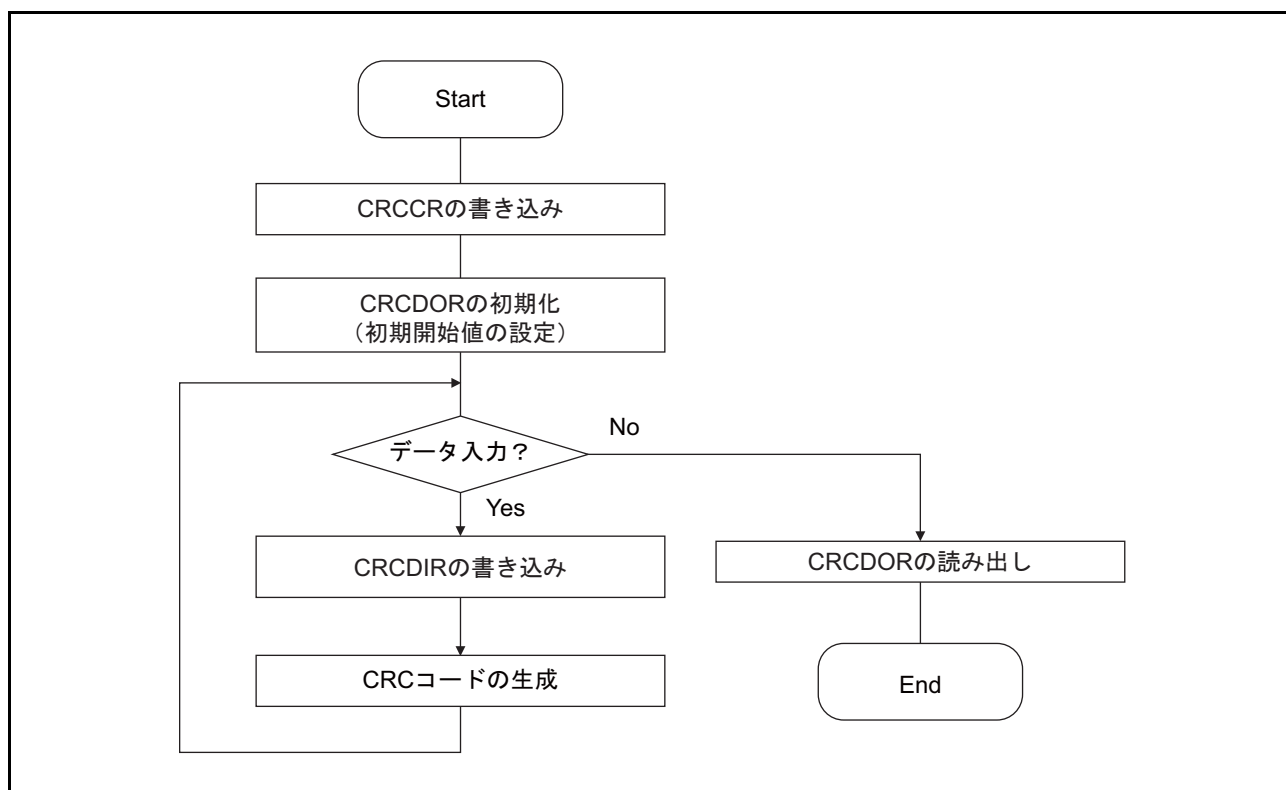 Start
CRCCRの書き込み
CRCDORの初期化
（初期開始値の設定）
データ入力？
No
Yes
CRCDIRの書き込み
CRCDORの読み出し
CRCコードの生成
End